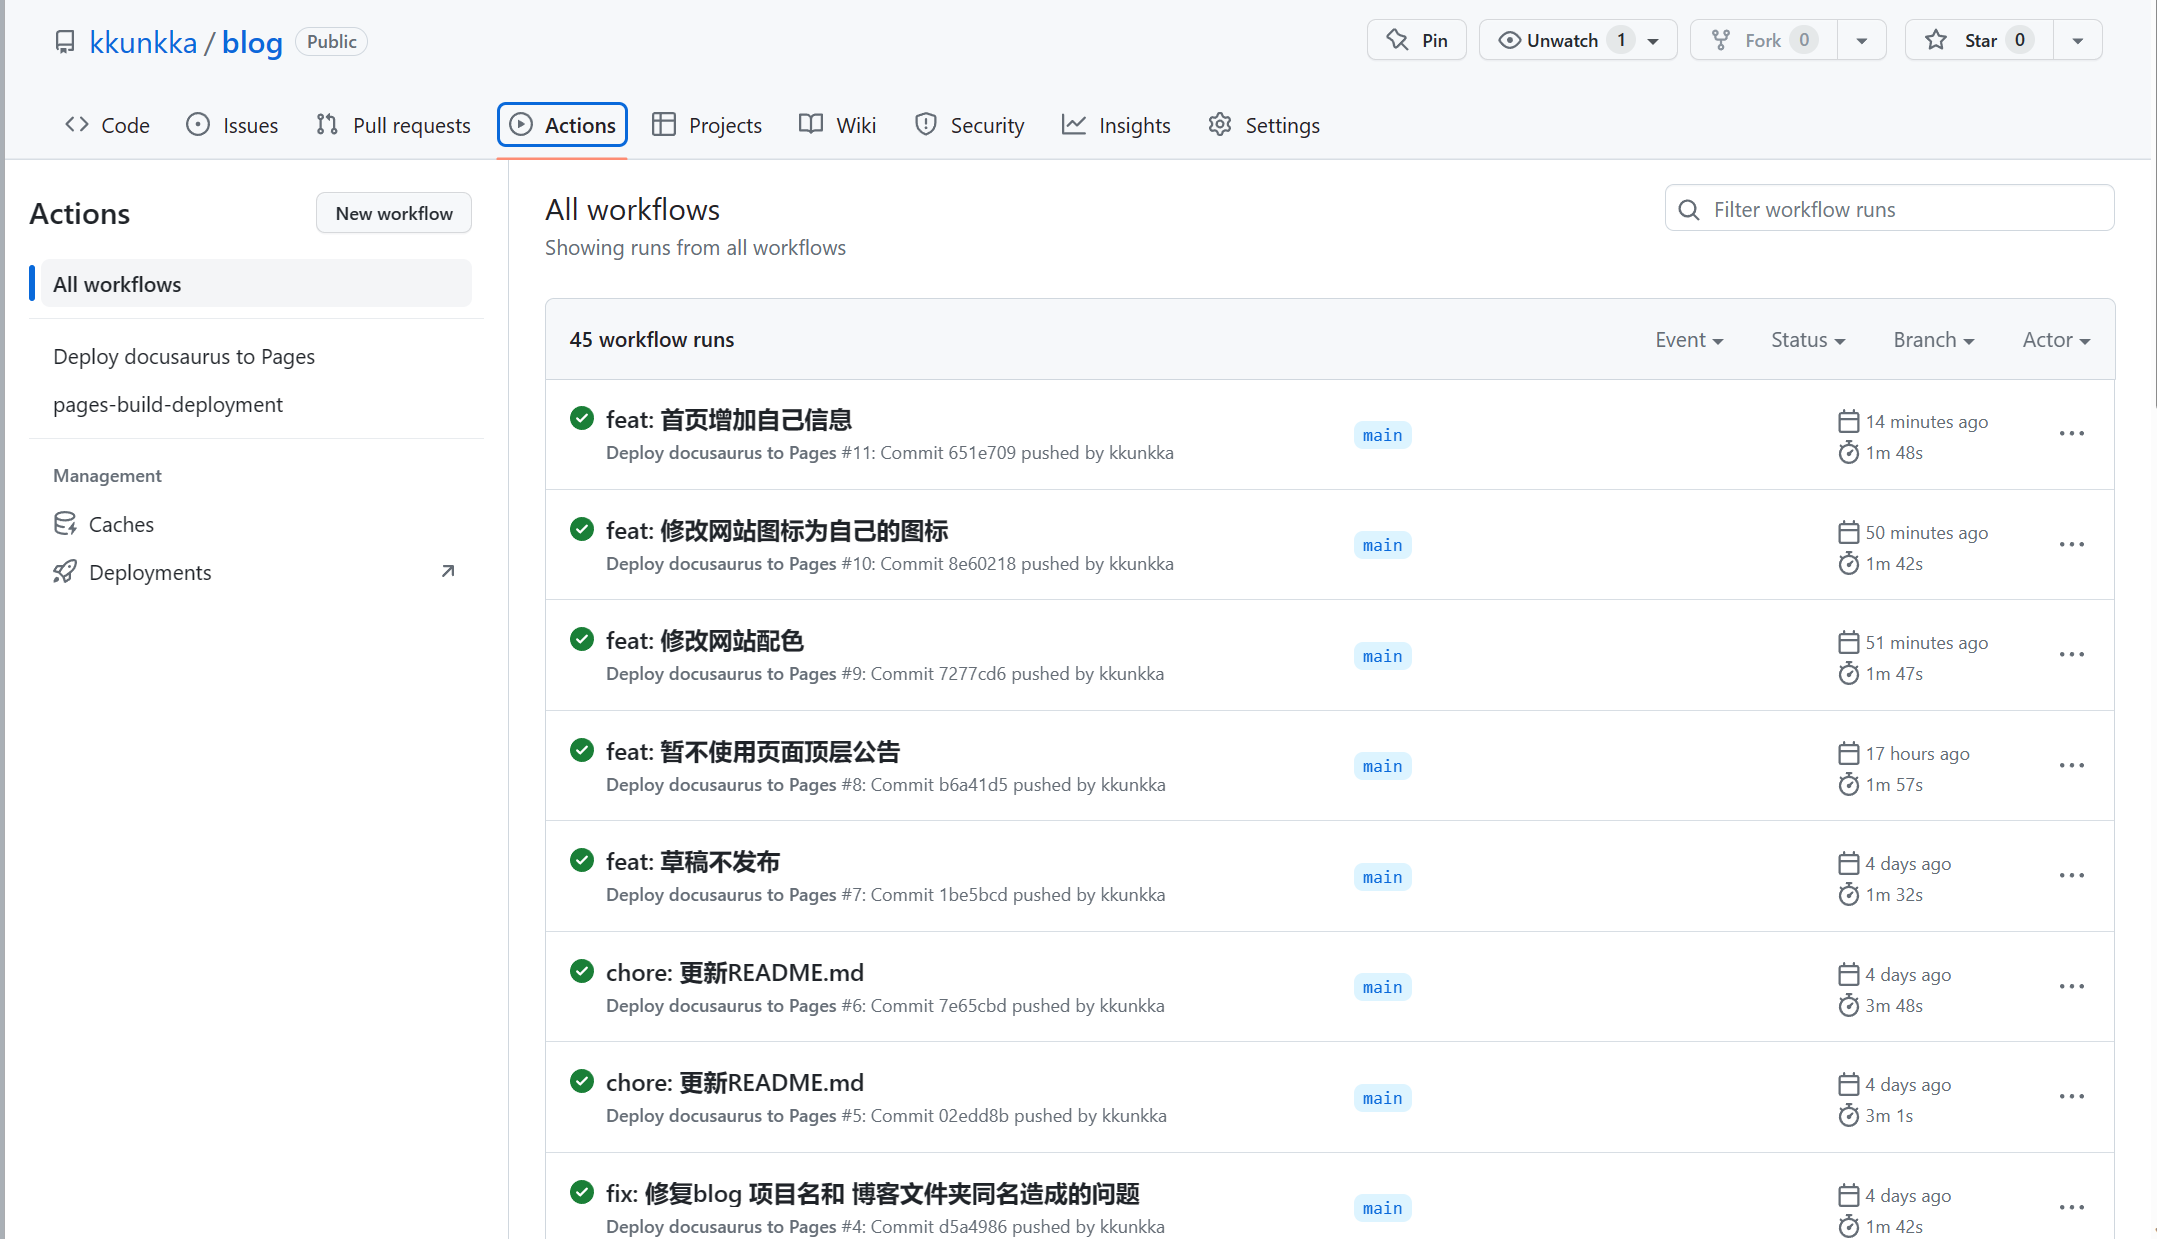 kkunkka / blog Public
Pin
Unwatch 1
Fork 0
Star 0
Code
Issues
Pull requests
Actions
Projects
Wiki
Security
Insights
Settings
Actions
New workflow
All workflows
Deploy docusaurus to Pages
pages-build-deployment
Management
Caches
Deployments
All workflows
Showing runs from all workflows
Filter workflow runs
45 workflow runs
Event
Status
Branch
Actor
feat: 首页增加自己信息
Deploy docusaurus to Pages #11: Commit 651e709 pushed by kkunkka
main
14 minutes ago
1m 48s
feat: 修改网站图标为自己的图标
Deploy docusaurus to Pages #10: Commit 8e60218 pushed by kkunkka
main
50 minutes ago
1m 42s
feat: 修改网站配色
Deploy docusaurus to Pages #9: Commit 7277cd6 pushed by kkunkka
main
51 minutes ago
1m 47s
feat: 暂不使用页面顶层公告
Deploy docusaurus to Pages #8: Commit b6a41d5 pushed by kkunkka
main
17 hours ago
1m 57s
feat: 草稿不发布
Deploy docusaurus to Pages #7: Commit 1be5bcd pushed by kkunkka
main
4 days ago
1m 32s
chore: 更新README.md
Deploy docusaurus to Pages #6: Commit 7e65cbd pushed by kkunkka
main
4 days ago
3m 48s
chore: 更新README.md
Deploy docusaurus to Pages #5: Commit 02edd8b pushed by kkunkka
main
4 days ago
3m 1s
fix: 修复blog 项目名和 博客文件夹同名造成的问题
Deploy docusaurus to Pages #4: Commit d5a4986 pushed by kkunkka
main
4 days ago
1m 42s